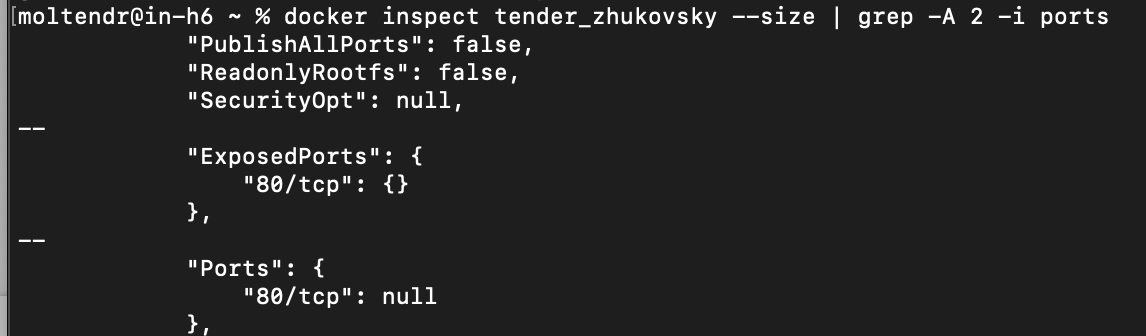 [moltendr@in-h6 ~ % docker inspect tender_zhukovsky --size | grep -A 2 -i ports
"PublishAllPorts": false,
"ReadonlyRootfs": false,
"SecurityOpt": null,
--
"ExposedPorts": {
"80/tcp": {}
},
--
"Ports": {
"80/tcp": null
},